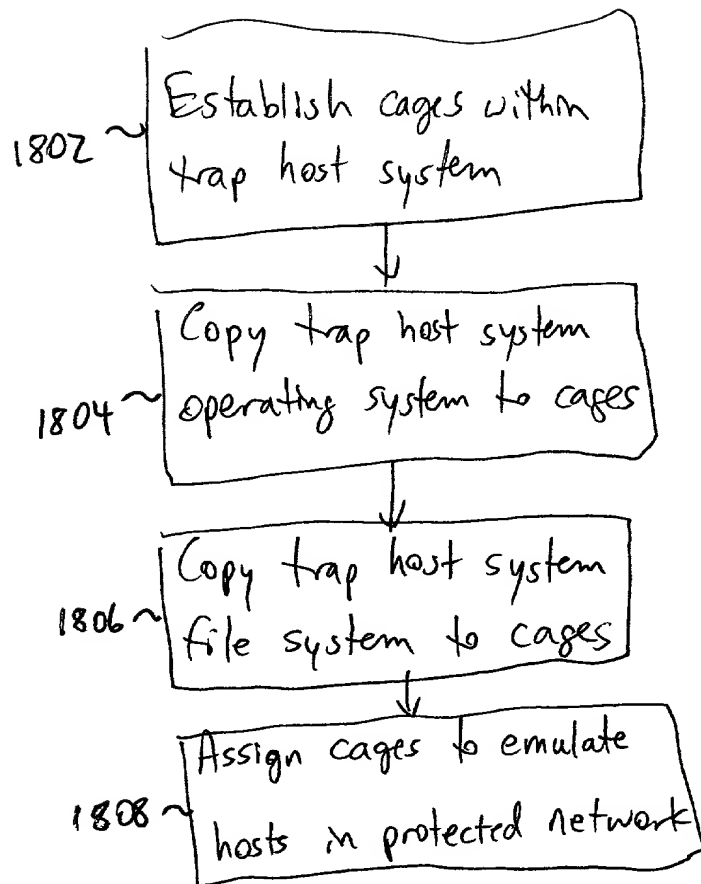 Establish cages within
1802
trap host system
Copy trap host system
1804
operating system to cages
Copy trap host system
1806
file system to cages
Assign cages to emulate
1808
hosts in protected network